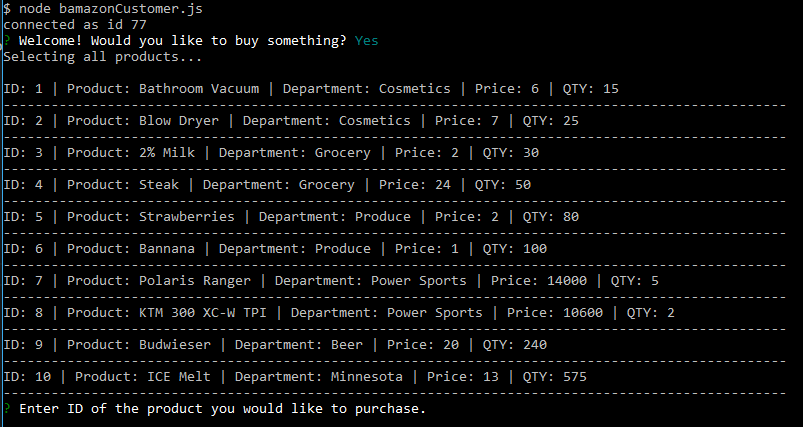 $ node bamazonCustomer.js
connected as id 77
? Welcome! Would you like to buy something? Yes
Selecting all products...
ID: 1 | Product: Bathroom Vacuum | Department: Cosmetics | Price: 6 | QTY: 15
--------------------------------------------------------------------------------------------------
ID: 2 | Product: Blow Dryer | Department: Cosmetics | Price: 7 | QTY: 25
--------------------------------------------------------------------------------------------------
ID: 3 | Product: 2% Milk | Department: Grocery | Price: 2 | QTY: 30
--------------------------------------------------------------------------------------------------
ID: 4 | Product: Steak | Department: Grocery | Price: 24 | QTY: 50
--------------------------------------------------------------------------------------------------
ID: 5 | Product: Strawberries | Department: Produce | Price: 2 | QTY: 80
--------------------------------------------------------------------------------------------------
ID: 6 | Product: Bannana | Department: Produce | Price: 1 | QTY: 100
--------------------------------------------------------------------------------------------------
ID: 7 | Product: Polaris Ranger | Department: Power Sports | Price: 14000 | QTY: 5
--------------------------------------------------------------------------------------------------
ID: 8 | Product: KTM 300 XC-W TPI | Department: Power Sports | Price: 10600 | QTY: 2
--------------------------------------------------------------------------------------------------
ID: 9 | Product: Budwieser | Department: Beer | Price: 20 | QTY: 240
--------------------------------------------------------------------------------------------------
ID: 10 | Product: ICE Melt | Department: Minnesota | Price: 13 | QTY: 575
--------------------------------------------------------------------------------------------------
? Enter ID of the product you would like to purchase.